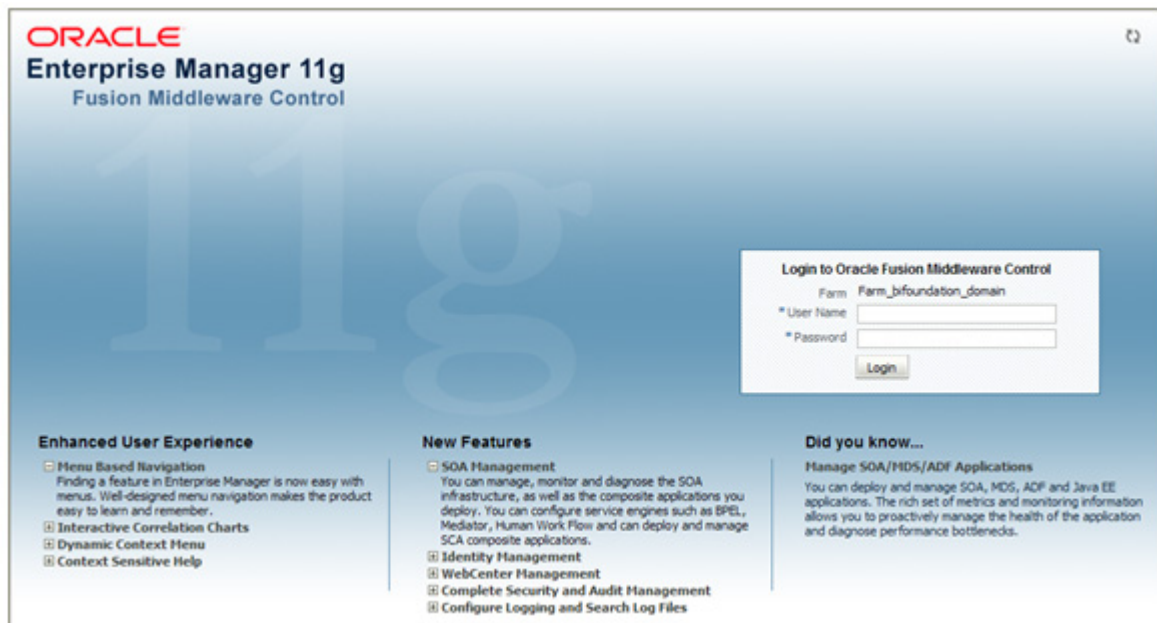 ORACLE
Enterprise Manager 11g
Fusion Middleware Control
11g
Login to Oracle Fusion Middleware Control
Farm Farm_bifoundation_domain
* User Name
* Password
Login
Enhanced User Experience
Menu Based Navigation
Finding a feature in Enterprise Manager is now easy with
menus. Well-designed menu navigation makes the product
easy to learn and remember.
Interactive Correlation Charts
Dynamic Context Menu
Context Sensitive Help
New Features
SOA Management
You can manage, monitor and diagnose the SOA
infrastructure, as well as the composite applications you
deploy. You can configure service engines such as BPEL,
Mediator, Human Work Flow and can deploy and manage
SCA composite applications.
Identity Management
WebCenter Management
Complete Security and Audit Management
Configure Logging and Search Log Files
Did you know...
Manage SOA/MDS/ADF Applications
You can deploy and manage SOA, MDS, ADF and Java EE
applications. The rich set of metrics and monitoring information
allows you to proactively manage the health of the application
and diagnose performance bottlenecks.